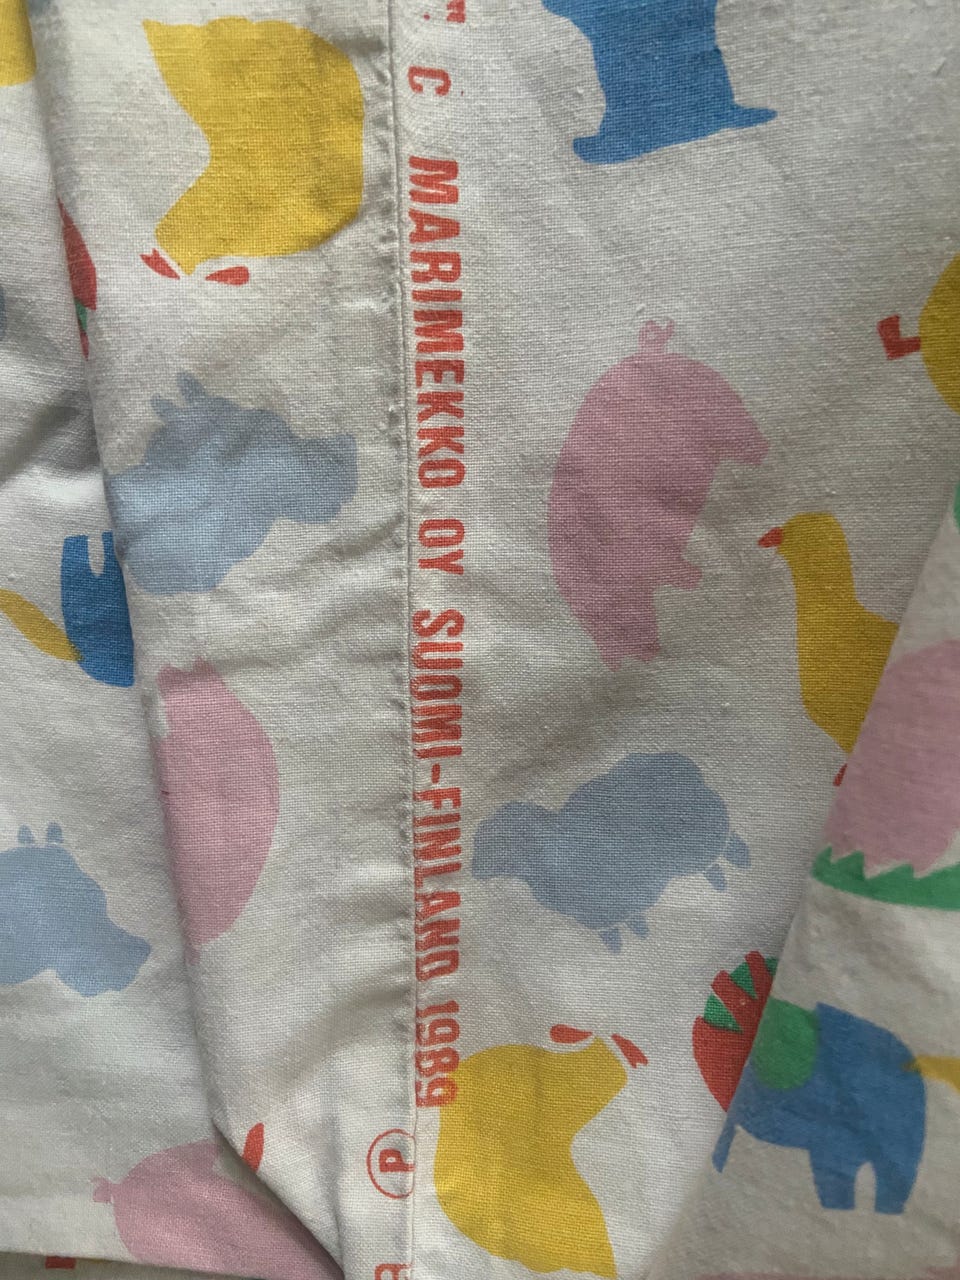 C MARIMEKKO OY SUOMI-FINLAND 1989 Ⓟ